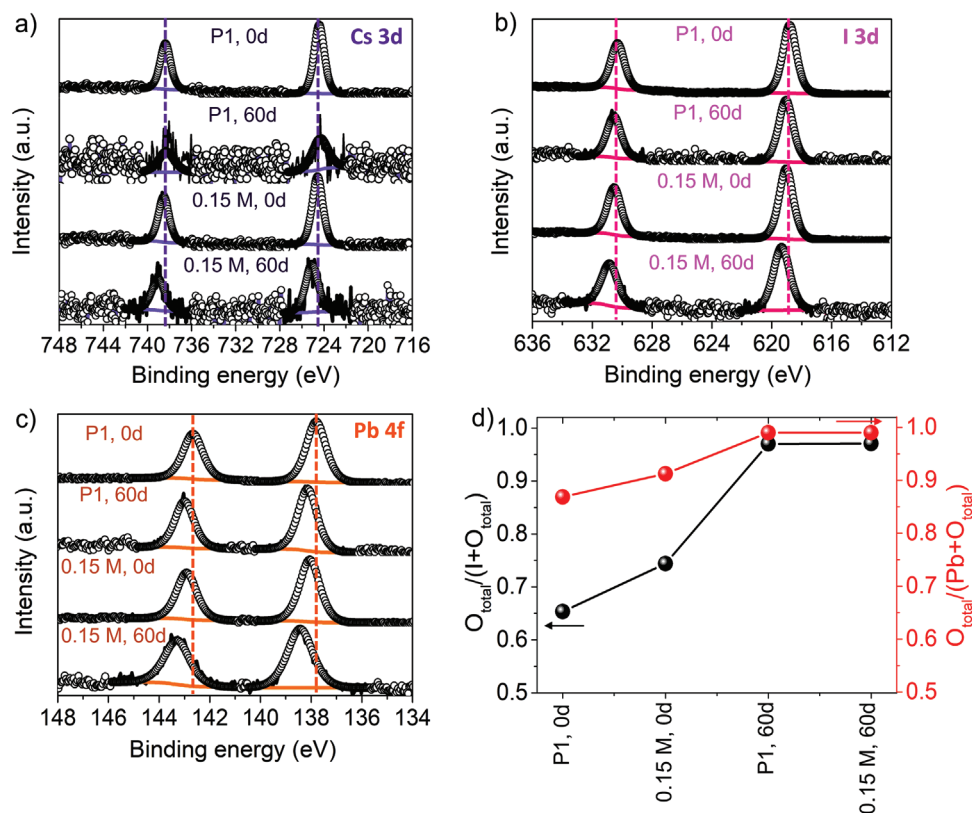 a)
Cs 3d
P1, 0d
P1, 60d
0.15 M, 0d
0.15 M, 60d
Intensity (a.u.)
748 744 740 736 732 728 724 720 716
Binding energy (eV)
b)
I 3d
P1, 0d
P1, 60d
0.15 M, 0d
0.15 M, 60d
Intensity (a.u.)
636 632 628 624 620 616 612
Binding energy (eV)
c)
Pb 4f
P1, 0d
P1, 60d
0.15 M, 0d
0.15 M, 60d
Intensity (a.u.)
148 146 144 142 140 138 136 134
Binding energy (eV)
d)
O_total/(I+O_total)
1.0
0.9
0.8
0.7
0.6
0.5
1.0
0.9
0.8
0.7
0.6
0.5
O_total/(Pb+O_total)
P1, 0d
0.15 M, 0d
P1, 60d
0.15 M, 60d